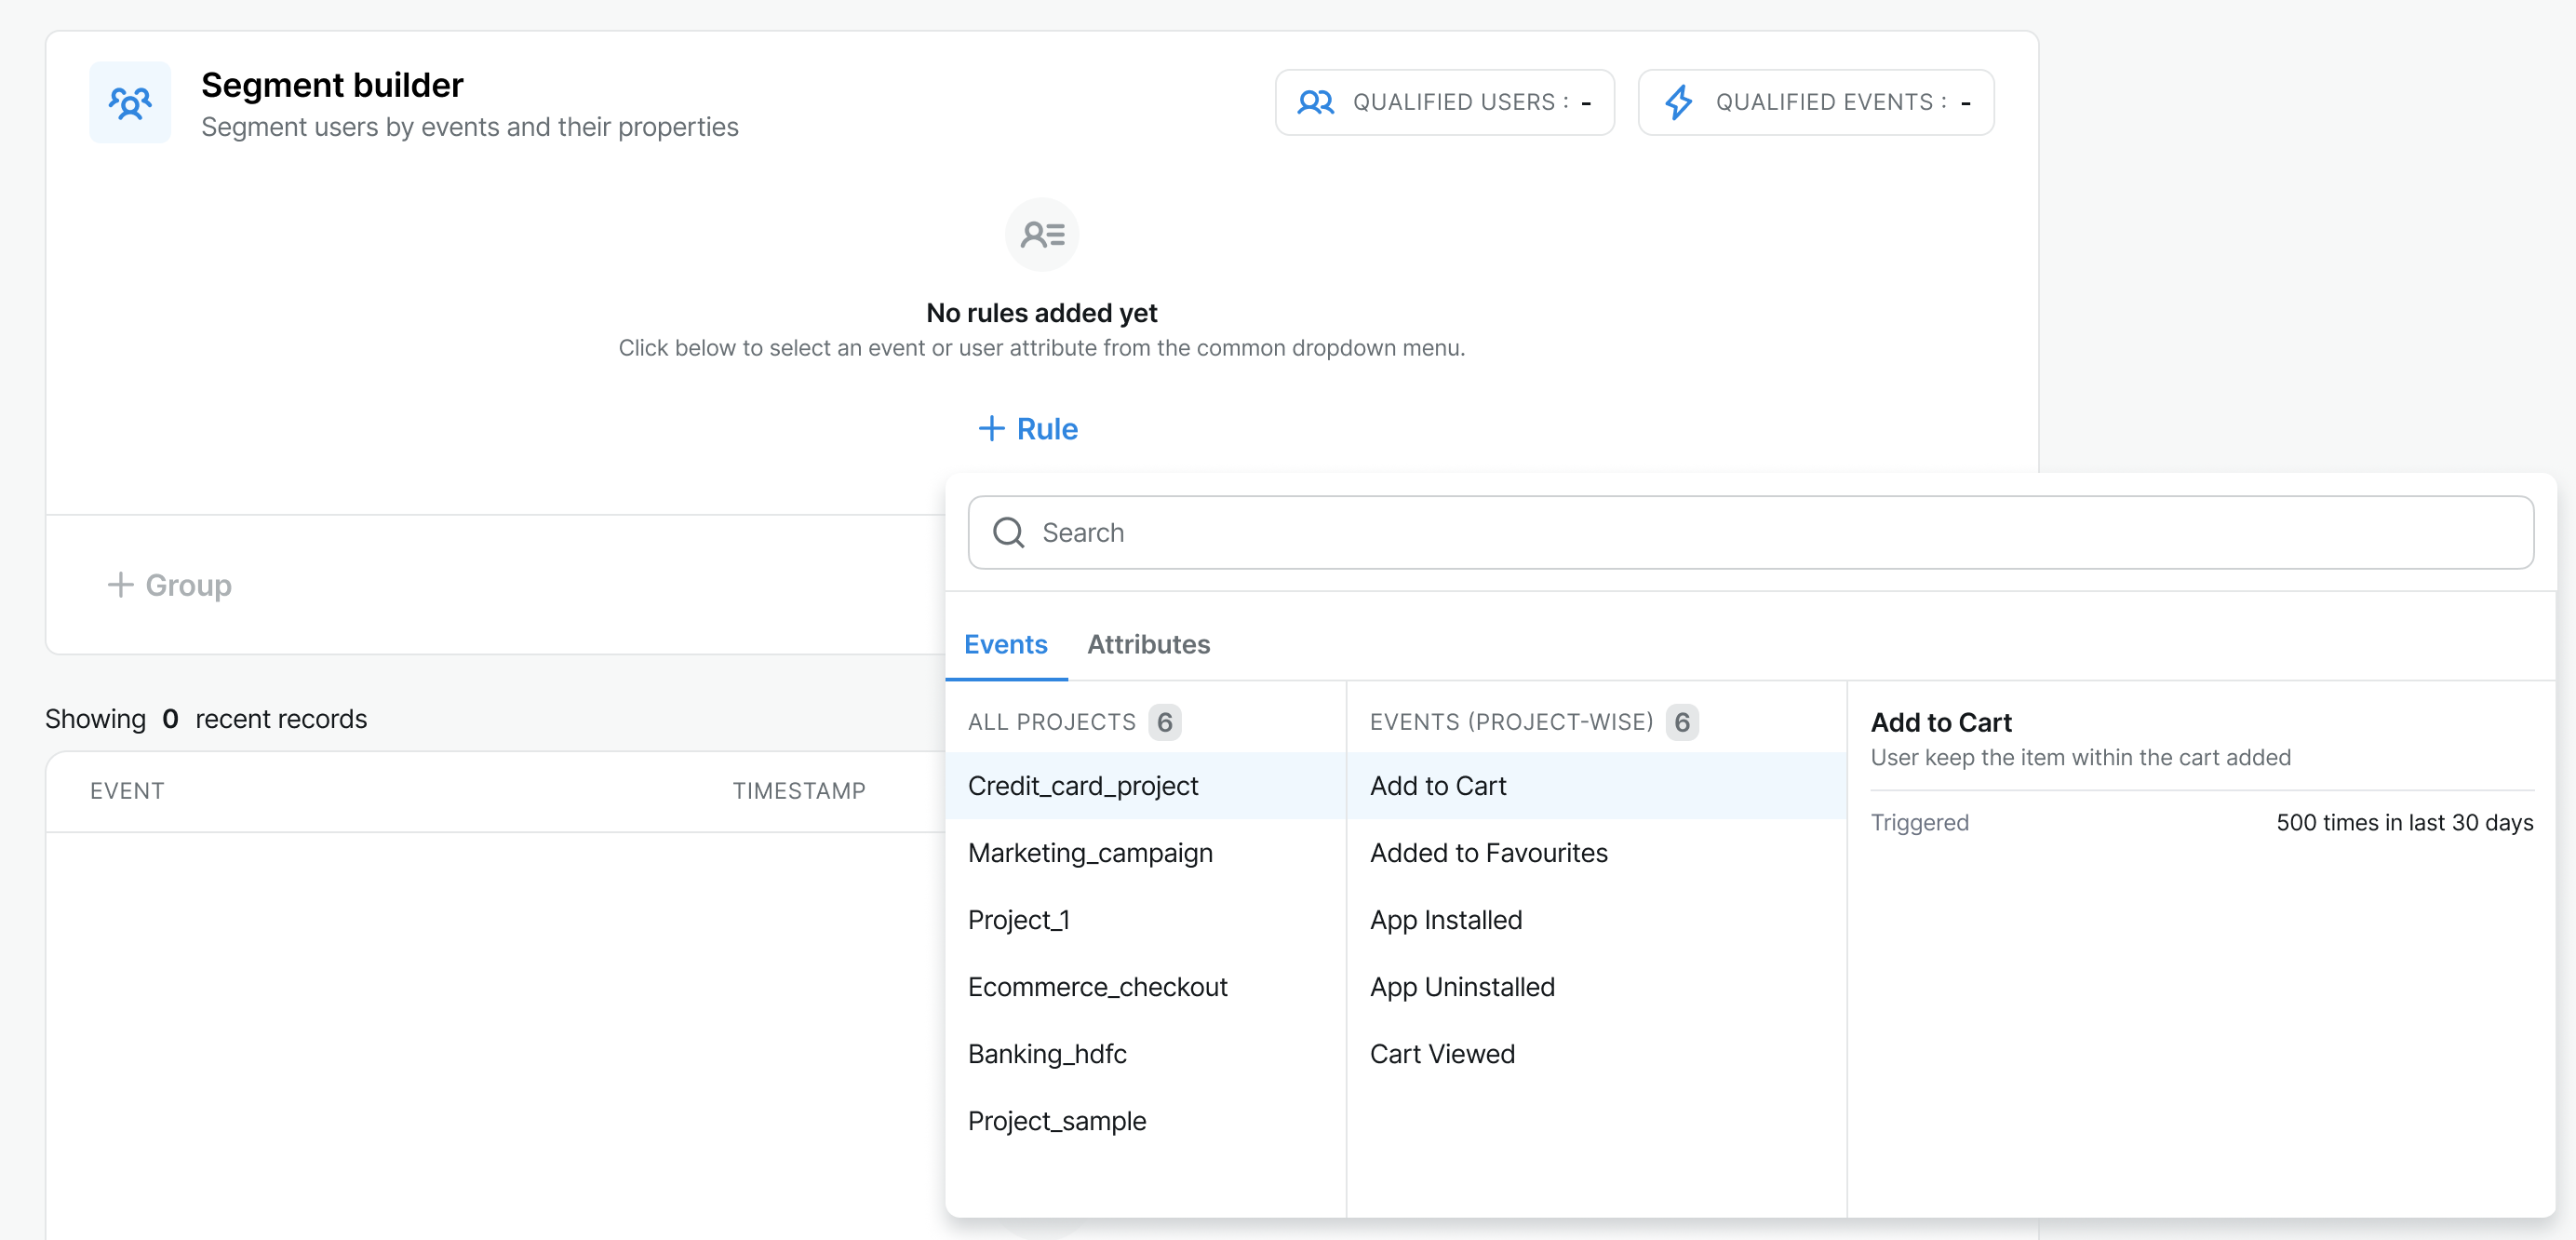 Segment builder
Segment users by events and their properties
QUALIFIED USERS : -
QUALIFIED EVENTS : -
No rules added yet
Click below to select an event or user attribute from the common dropdown menu.
+ Rule
Search
+ Group
Events
Attributes
Showing 0 recent records
EVENT
TIMESTAMP
ALL PROJECTS 6
Credit_card_project
Marketing_campaign
Project_1
Ecommerce_checkout
Banking_hdfc
Project_sample
EVENTS (PROJECT-WISE) 6
Add to Cart
Added to Favourites
App Installed
App Uninstalled
Cart Viewed
Add to Cart
User keep the item within the cart added
Triggered
500 times in last 30 days